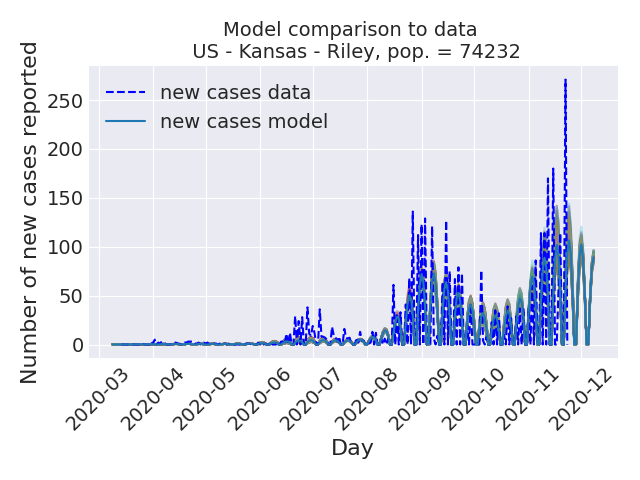 Model comparison to data
US - Kansas - Riley, pop. = 74232
Number of new cases reported
250
200
150
100
50
0
new cases data
new cases model
2020-03
2020-04
2020-05
2020-06
2020-07
2020-08
2020-09
2020-10
2020-11
2020-12
Day